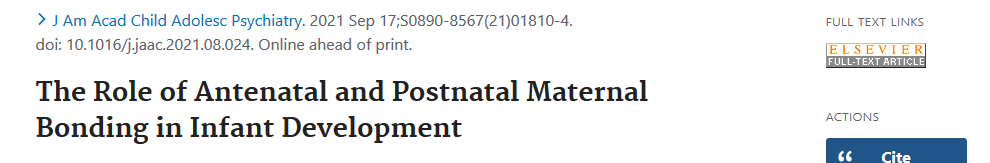 J Am Acad Child Adolesc Psychiatry. 2021 Sep 17;S0890-8567(21)01810-4.
doi: 10.1016/j.jaac.2021.08.024. Online ahead of print.
The Role of Antenatal and Postnatal Maternal
Bonding in Infant Development
FULL TEXT LINKS
ELSEVIER
FULL-TEXT ARTICLE
ACTIONS
Cite